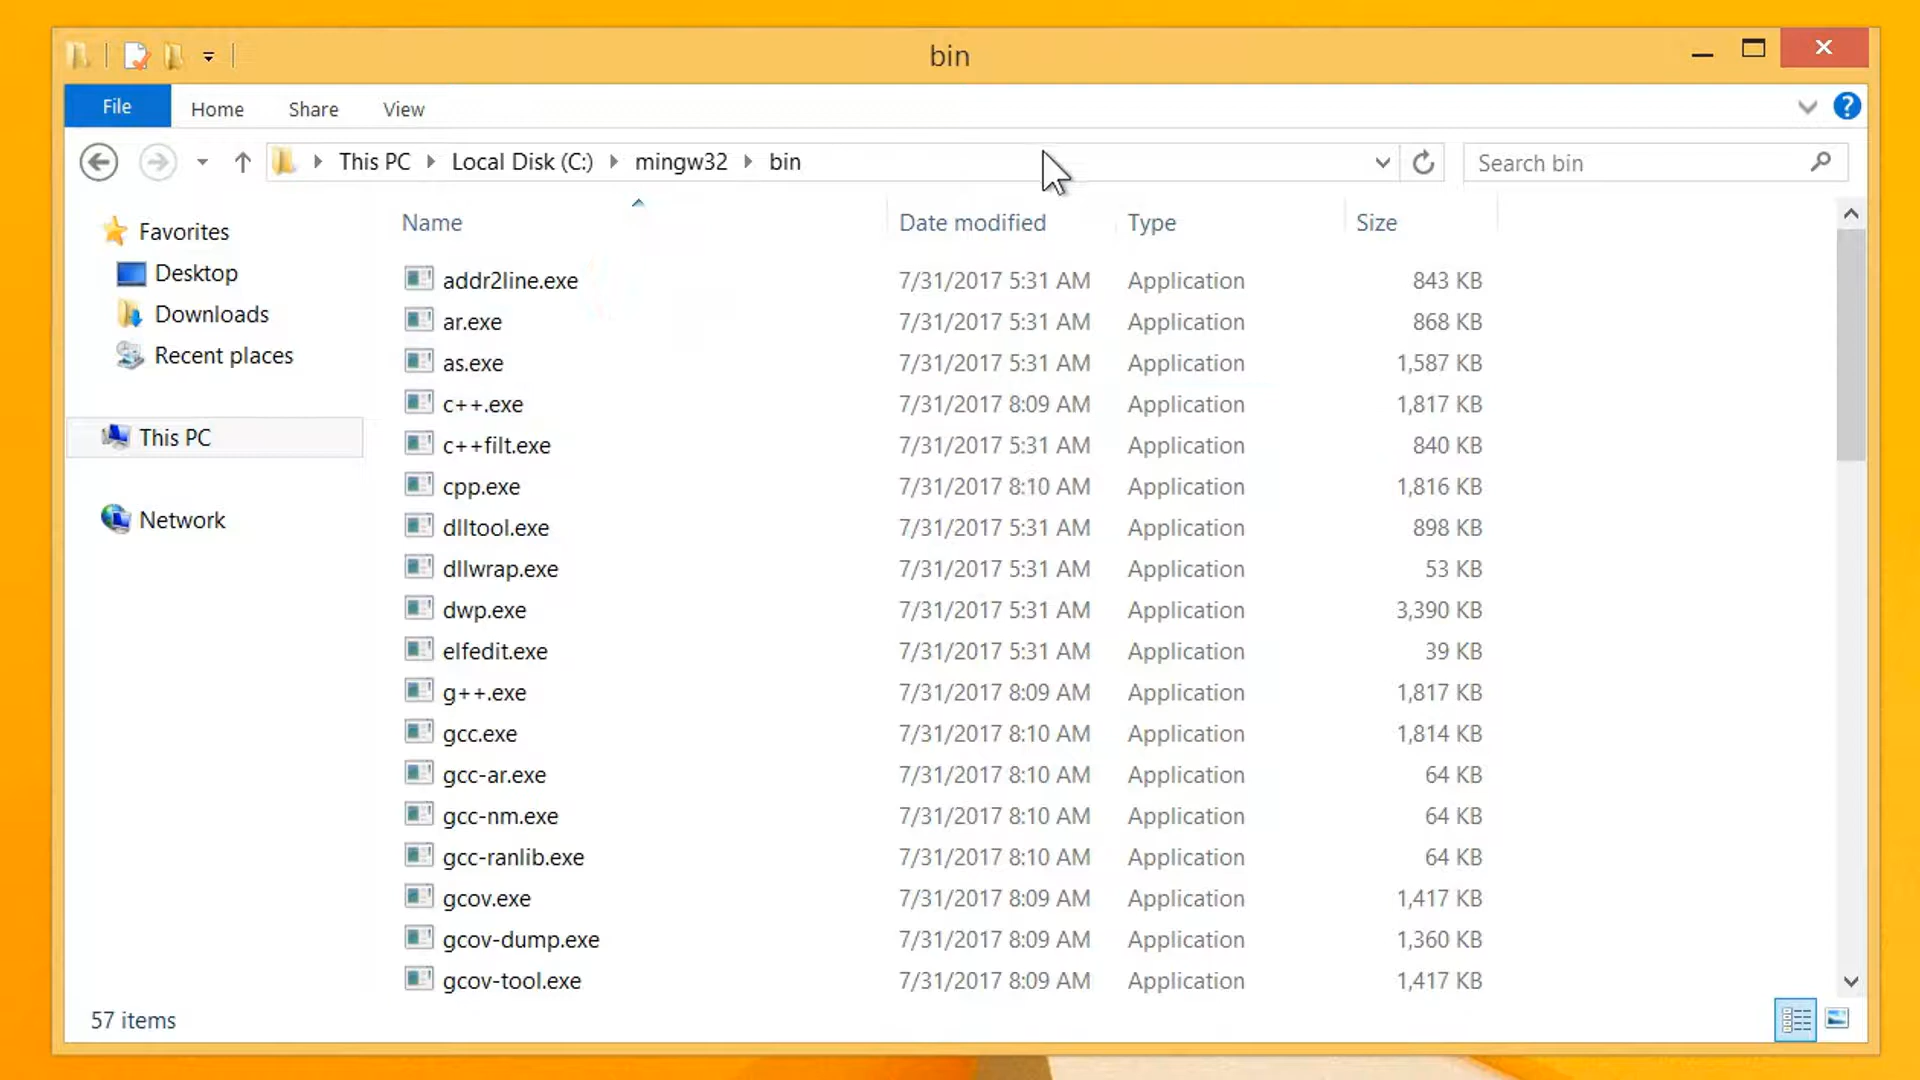 bin
File Home Share View
This PC Local Disk (C:) mingw32 bin
Search bin
Favorites
Desktop
Downloads
Recent places
This PC
Network
Name Date modified Type Size
addr2line.exe 7/31/2017 5:31 AM Application 843 KB
ar.exe 7/31/2017 5:31 AM Application 868 KB
as.exe 7/31/2017 5:31 AM Application 1,587 KB
c++.exe 7/31/2017 8:09 AM Application 1,817 KB
c++filt.exe 7/31/2017 5:31 AM Application 840 KB
cpp.exe 7/31/2017 8:10 AM Application 1,816 KB
dlltool.exe 7/31/2017 5:31 AM Application 898 KB
dllwrap.exe 7/31/2017 5:31 AM Application 53 KB
dwp.exe 7/31/2017 5:31 AM Application 3,390 KB
elfedit.exe 7/31/2017 5:31 AM Application 39 KB
g++.exe 7/31/2017 8:09 AM Application 1,817 KB
gcc.exe 7/31/2017 8:10 AM Application 1,814 KB
gcc-ar.exe 7/31/2017 8:10 AM Application 64 KB
gcc-nm.exe 7/31/2017 8:10 AM Application 64 KB
gcc-ranlib.exe 7/31/2017 8:10 AM Application 64 KB
gcov.exe 7/31/2017 8:09 AM Application 1,417 KB
gcov-dump.exe 7/31/2017 8:09 AM Application 1,360 KB
gcov-tool.exe 7/31/2017 8:09 AM Application 1,417 KB
57 items